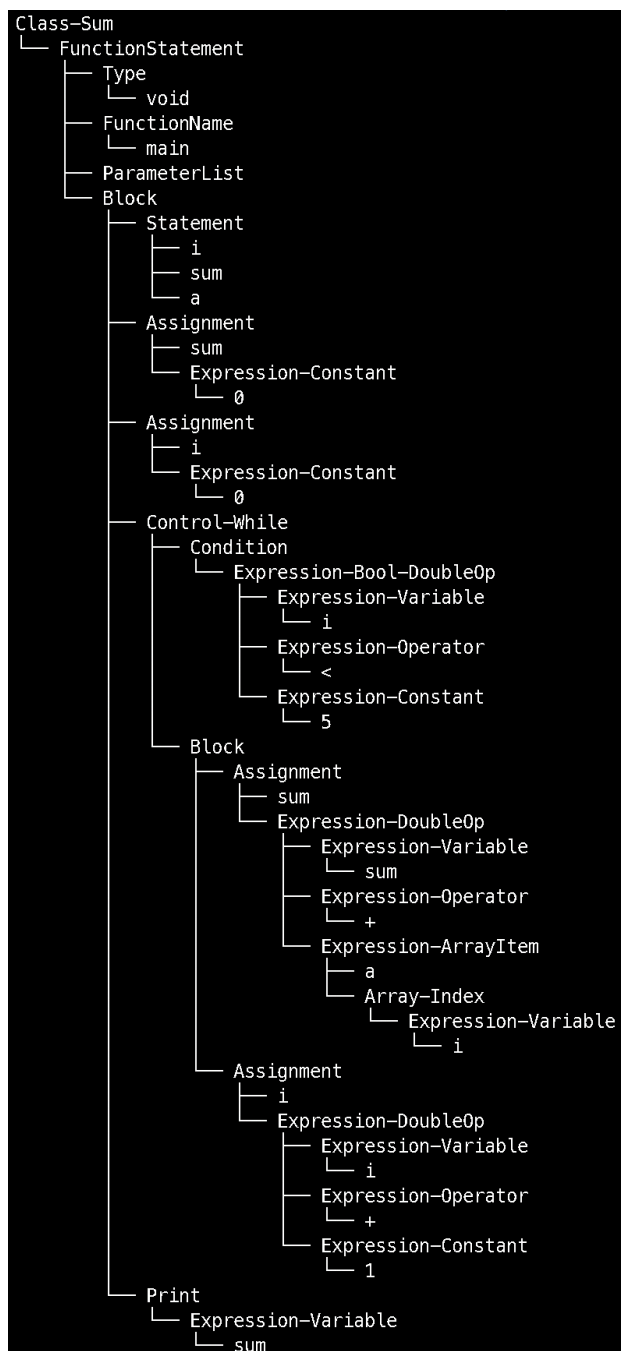 Class-Sum
FunctionStatement
Type
void
FunctionName
main
ParameterList
Block
Statement
i
sum
a
Assignment
sum
Expression-Constant
0
Assignment
i
Expression-Constant
0
Control-While
Condition
Expression-Bool-DoubleOp
Expression-Variable
i
Expression-Operator
<
Expression-Constant
5
Block
Assignment
sum
Expression-DoubleOp
Expression-Variable
sum
Expression-Operator
+
Expression-ArrayItem
a
Array-Index
Expression-Variable
i
Assignment
i
Expression-DoubleOp
Expression-Variable
i
Expression-Operator
+
Expression-Constant
1
Print
Expression-Variable
sum